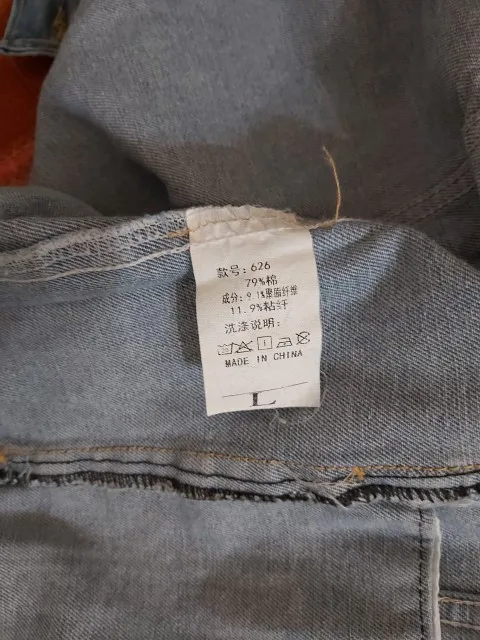 款号：626
79%棉
成分：9.1%聚酯纤维
11.9%粘纤
洗涤说明：
MADE IN CHINA
L